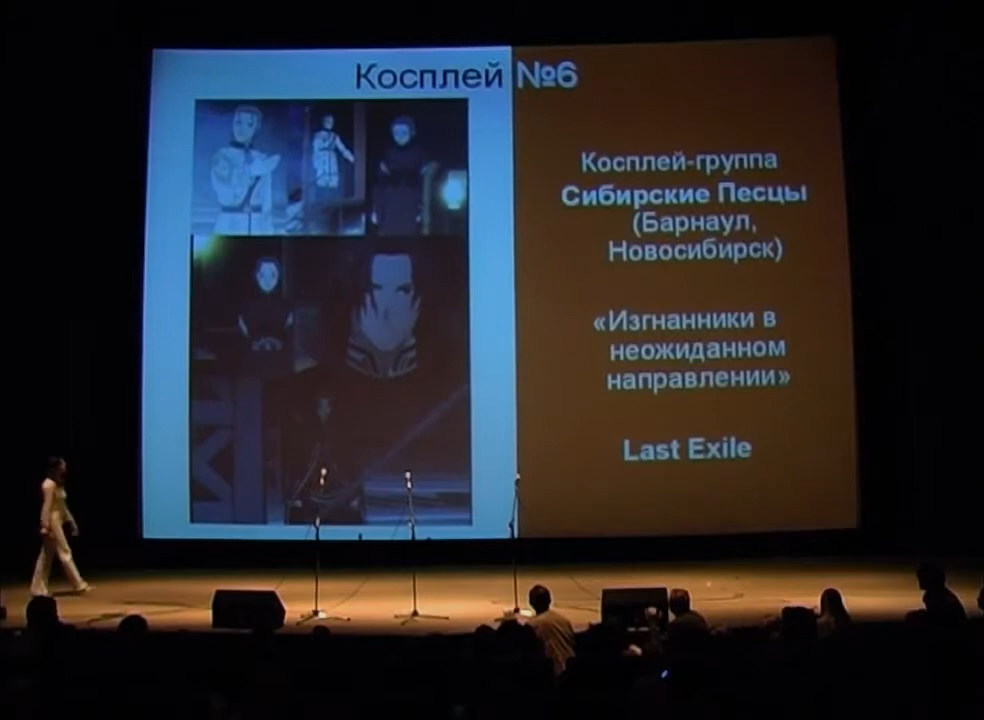 Косплей №6
Косплей-группа
Сибирские Песцы
(Барнаул,
Новосибирск)
«Изгнанники в
неожиданном
направлении»
Last Exile